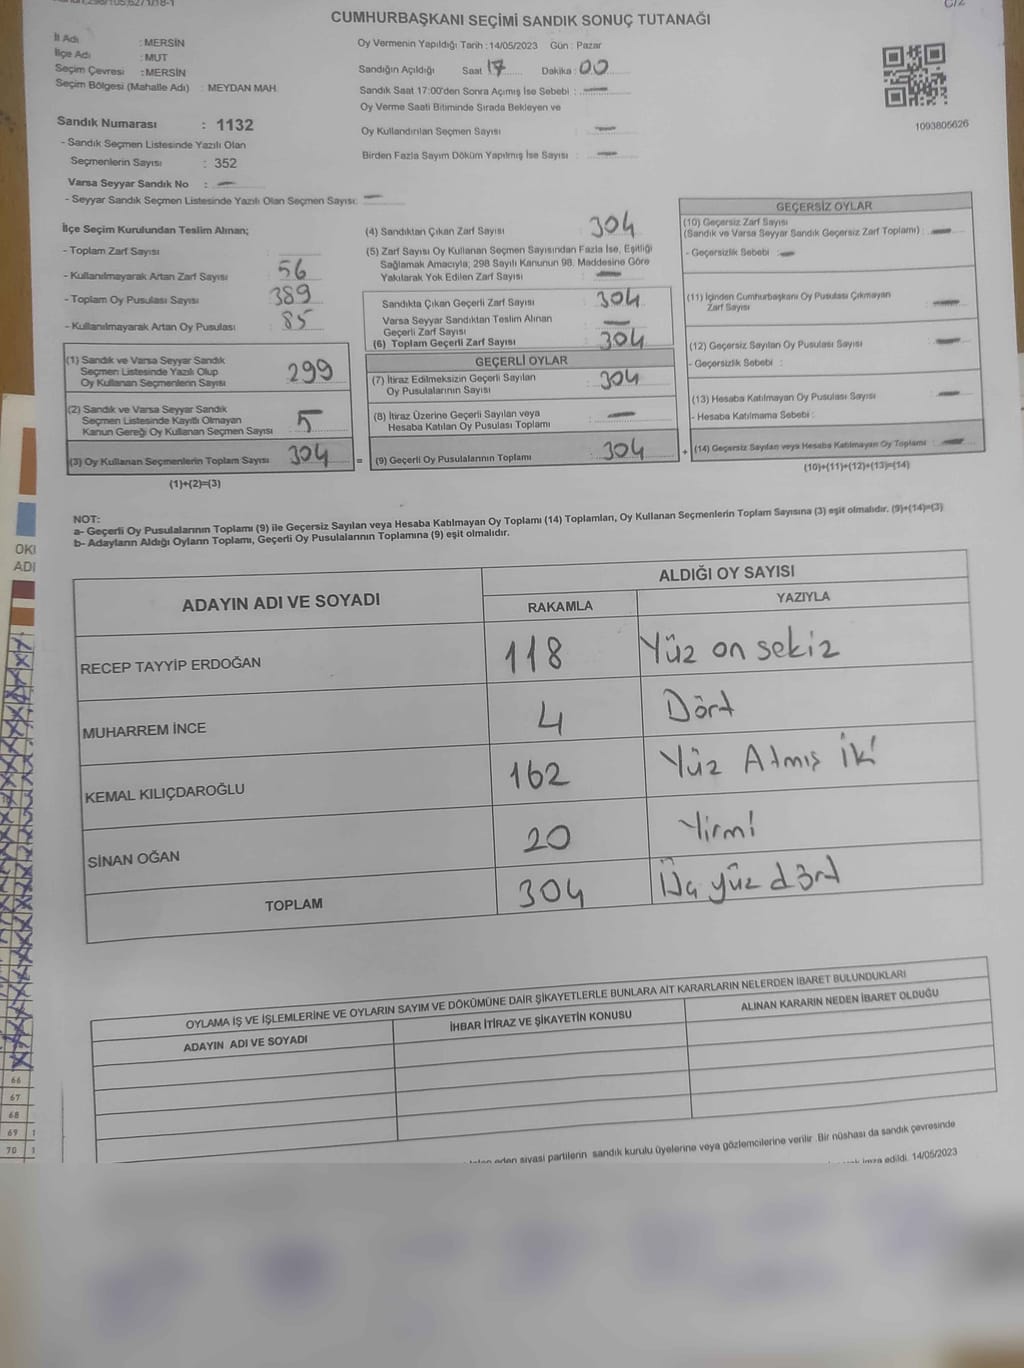 CUMHURBAŞKANI SEÇİMİ SANDIK SONUÇ TUTANAĞI
İl Adı : MERSİN
İlçe Adı : MUT
Seçim Çevresi : MERSİN
Seçim Bölgesi (Mahalle Adı) : MEYDAN MAH.
Sandık Numarası : 1132
- Sandık Seçmen Listesinde Yazılı Olan
Seçmenlerin Sayısı : 352
Varsa Seyyar Sandık No : —
- Seyyar Sandık Seçmen Listesinde Yazılı Olan Seçmen Sayısı: —
Oy Vermenin Yapıldığı Tarih : 14/05/2023 Gün : Pazar
Sandığın Açıldığı Saat 17 Dakika : 00
Sandık Saat 17:00'den Sonra Açmış İse Sebebi : —
Oy Verme Saati Bitiminde Sırada Bekleyen ve
Oy Kullandırılan Seçmen Sayısı : —
Birden Fazla Sayım Döküm Yapılmış İse Sayısı : —
1093805626
İlçe Seçim Kurulundan Teslim Alınan;
- Toplam Zarf Sayısı :
- Kullanılmayarak Artan Zarf Sayısı : 56
- Toplam Oy Pusulası Sayısı : 389
- Kullanılmayarak Artan Oy Pusulası : 85
(1) Sandık ve Varsa Seyyar Sandık
Seçmen Listesinde Yazılı Olup
Oy Kullanan Seçmenlerin Sayısı : 299
(2) Sandık ve Varsa Seyyar Sandık
Seçmen Listesinde Kayıtlı Olmayan
Kanun Gereği Oy Kullanan Seçmen Sayısı : 5
(3) Oy Kullanan Seçmenlerin Toplam Sayısı : 304
(1)+(2)=(3)
(4) Sandıktan Çıkan Zarf Sayısı : 304
(5) Zarf Sayısı Oy Kullanan Seçmen Sayısından Fazla İse, Eşitliği
Sağlamak Amacıyla, 298 Sayılı Kanunun 98. Maddesine Göre
Yakılarak Yok Edilen Zarf Sayısı : —
Sandıkta Çıkan Geçerli Zarf Sayısı : 304
Varsa Seyyar Sandıktan Teslim Alınan
Geçerli Zarf Sayısı : —
(6) Toplam Geçerli Zarf Sayısı : 304
GEÇERLİ OYLAR
(7) İtiraz Edilmeksizin Geçerli Sayılan
Oy Pusulalarının Sayısı : 304
(8) İtiraz Üzerine Geçerli Sayılan veya
Hesaba Katılan Oy Pusulası Toplamı : —
= (9) Geçerli Oy Pusulalarının Toplamı : 304
GEÇERSİZ OYLAR
(10) Geçersiz Zarf Sayısı
(Sandık ve Varsa Seyyar Sandık Geçersiz Zarf Toplamı) : —
- Geçersizlik Sebebi : —
(11) İçinden Cumhurbaşkanı Oy Pusulası Çıkmayan
Zarf Sayısı : —
(12) Geçersiz Sayılan Oy Pusulası Sayısı : —
- Geçersizlik Sebebi :
(13) Hesaba Katılmayan Oy Pusulası Sayısı : —
- Hesaba Katılmama Sebebi :
+ (14) Geçersiz Sayılan veya Hesaba Katılmayan Oy Toplamı : —
(10)+(11)+(12)+(13)=(14)
NOT:
a- Geçerli Oy Pusulalarının Toplamı (9) ile Geçersiz Sayılan veya Hesaba Katılmayan Oy Toplamı (14) Toplamları, Oy Kullanan Seçmenlerin Toplam Sayısına (3) eşit olmalıdır. (9)+(14)=(3)
b- Adayların Aldığı Oyların Toplamı, Geçerli Oy Pusulalarının Toplamına (9) eşit olmalıdır.
ADAYIN ADI VE SOYADI ALDIĞI OY SAYISI
RAKAMLA YAZIYLA
RECEP TAYYİP ERDOĞAN 118 Yüz on sekiz
MUHARREM İNCE 4 Dört
KEMAL KILIÇDAROĞLU 162 Yüz Atmış İki
SİNAN OĞAN 20 Yirmi
TOPLAM 304 Üç yüz dört
OYLAMA İŞ VE İŞLEMLERİNE VE OYLARIN SAYIM VE DÖKÜMÜNE DAİR ŞİKAYETLERLE BUNLARA AİT KARARLARIN NELERDEN İBARET BULUNDUKLARI
ADAYIN ADI VE SOYADI İHBAR İTİRAZ VE ŞİKAYETİN KONUSU ALINAN KARARIN NEDEN İBARET OLDUĞU
eden siyasi partilerin sandık kurulu üyelerine veya gözlemcilerine verilir. Bir nüshası da sandık çevresinde
imza edildi. 14/05/2023
OKU
ADI
66
67
68
69
70